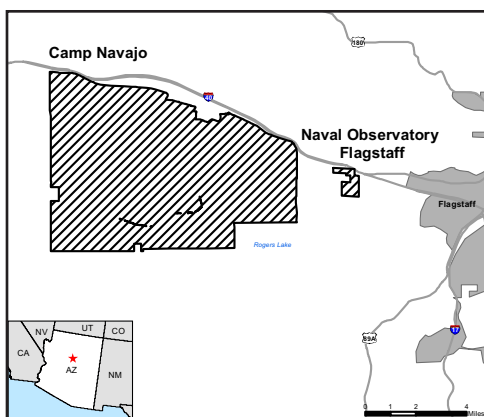 180
Camp Navajo
40
Naval Observatory
Flagstaff
Flagstaff
Rogers Lake
NV
UT
CO
CA
AZ
NM
89A
17
0 2 4
Miles